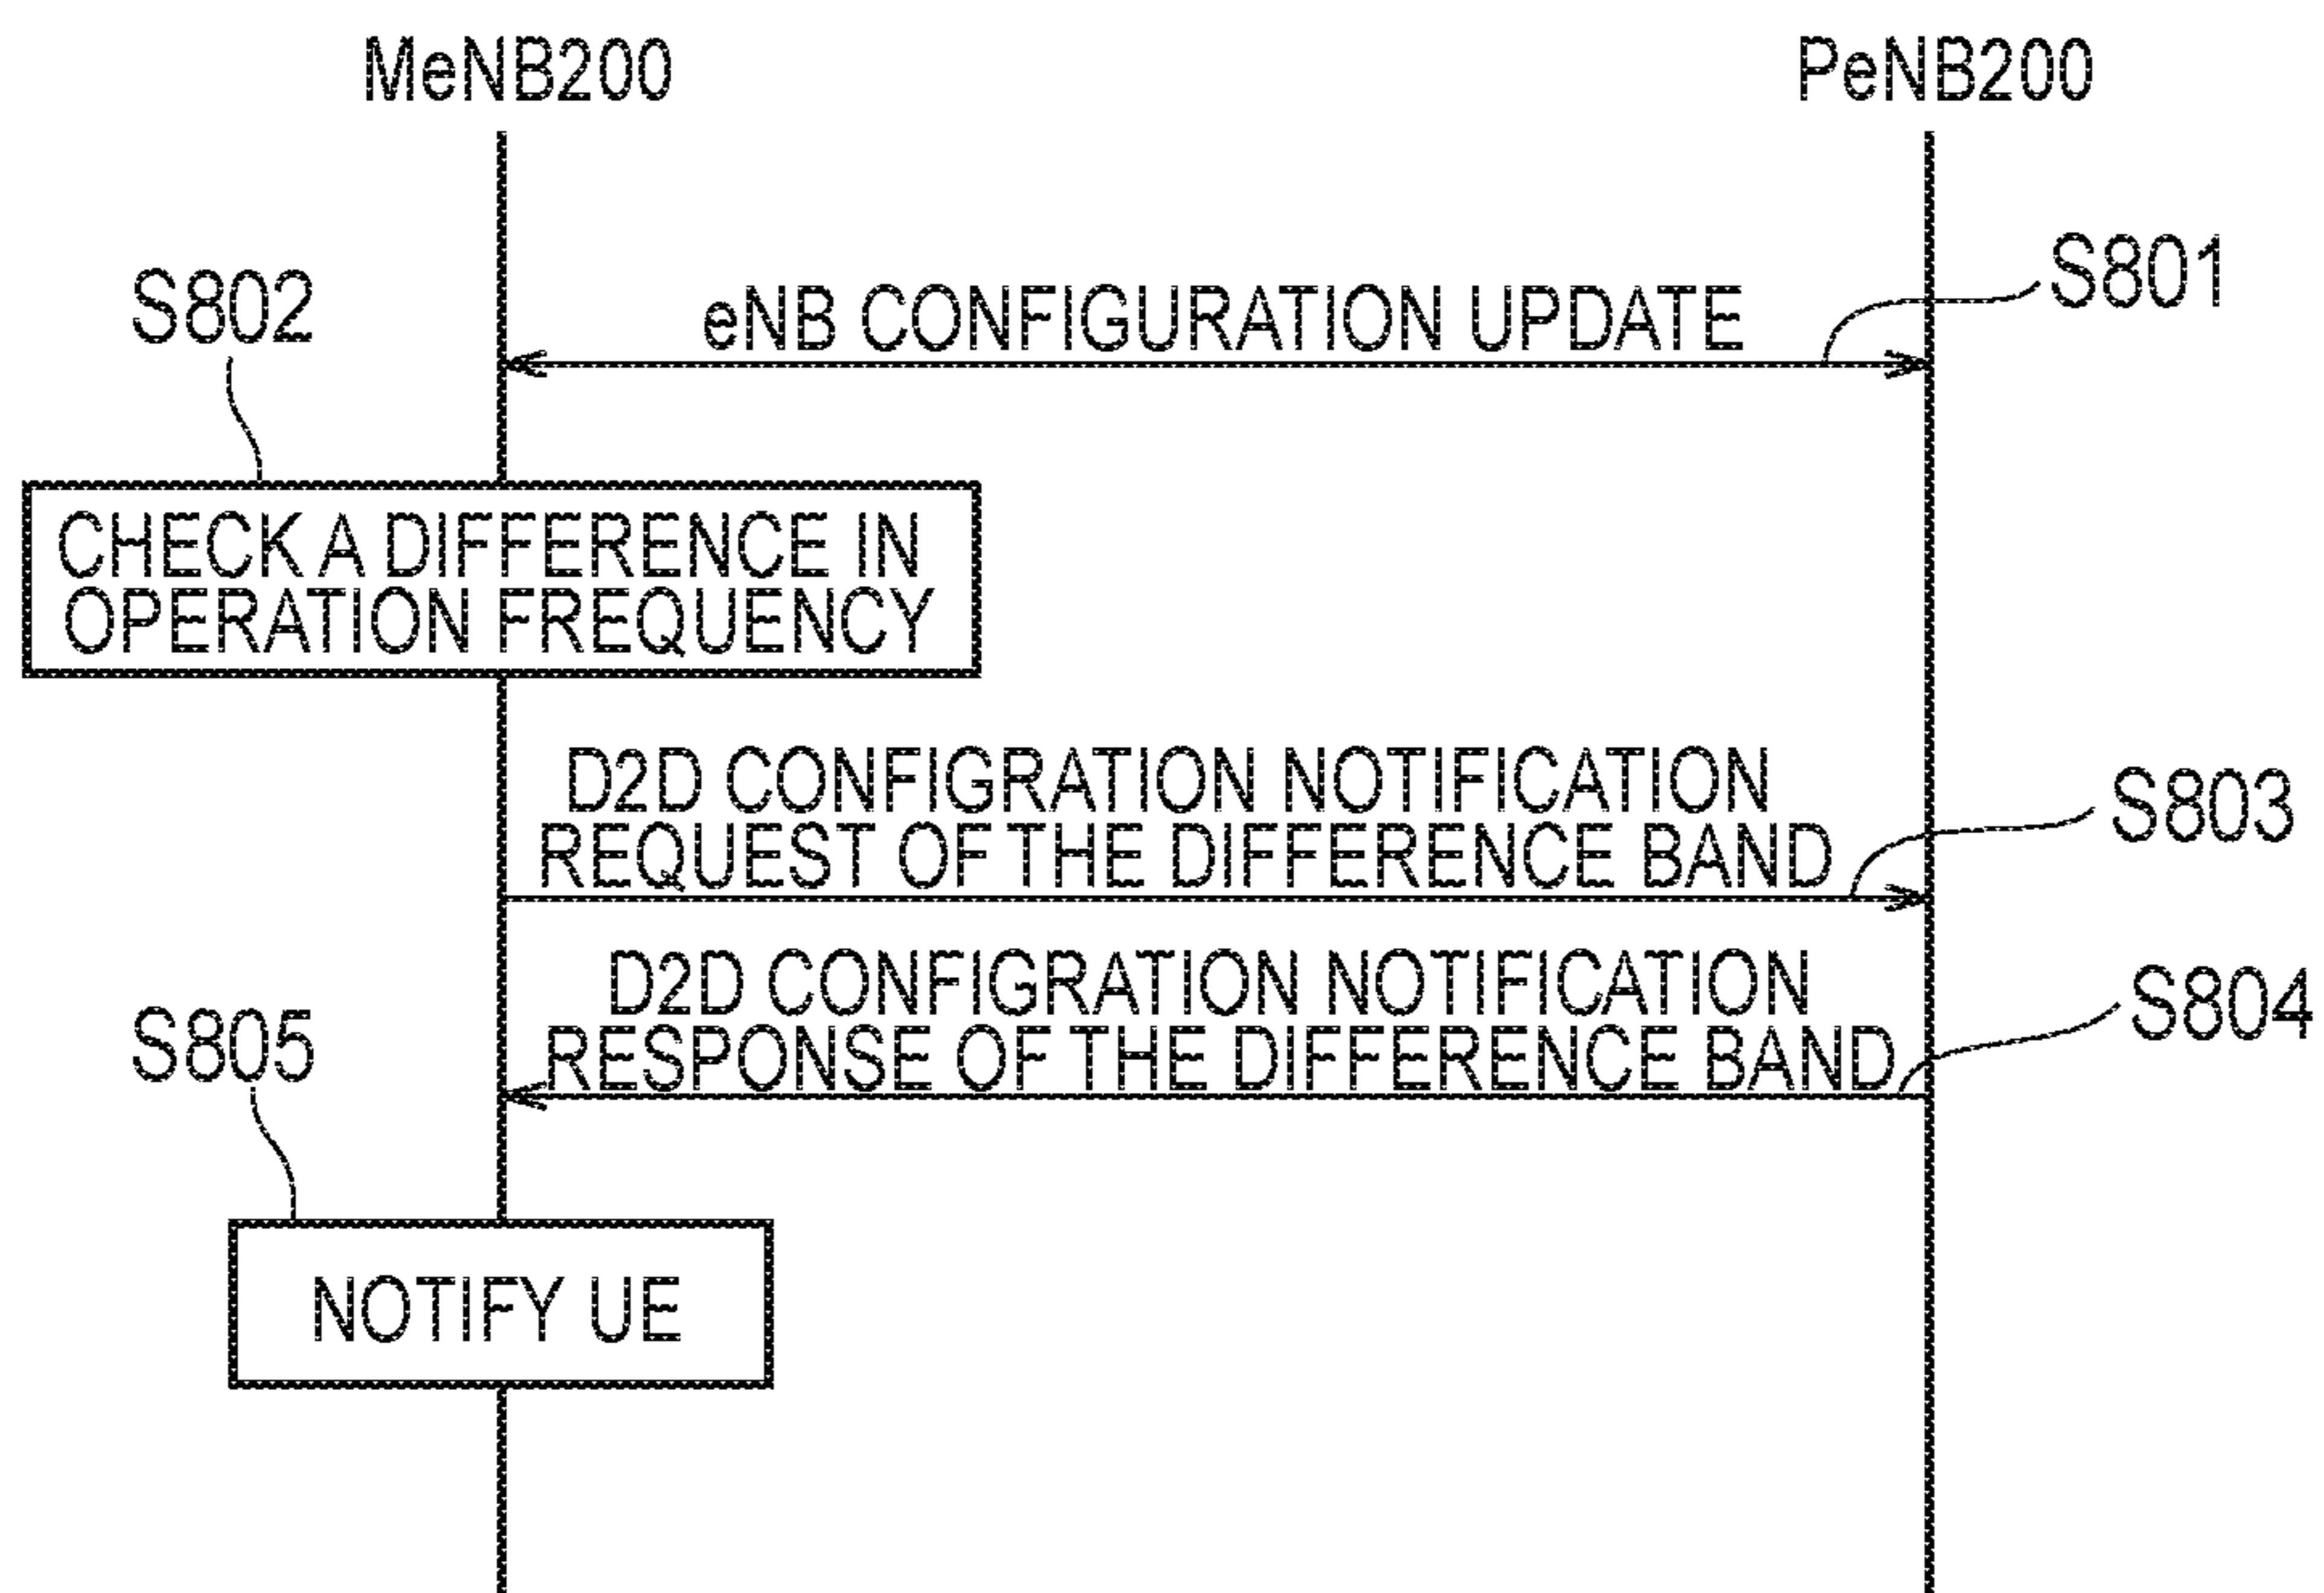 MeNB200
PeNB200
S801
eNB CONFIGURATION UPDATE
S802
CHECK A DIFFERENCE IN
OPERATION FREQUENCY
D2D CONFIGRATION NOTIFICATION
REQUEST OF THE DIFFERENCE BAND
S803
D2D CONFIGRATION NOTIFICATION
RESPONSE OF THE DIFFERENCE BAND
S804
S805
NOTIFY UE